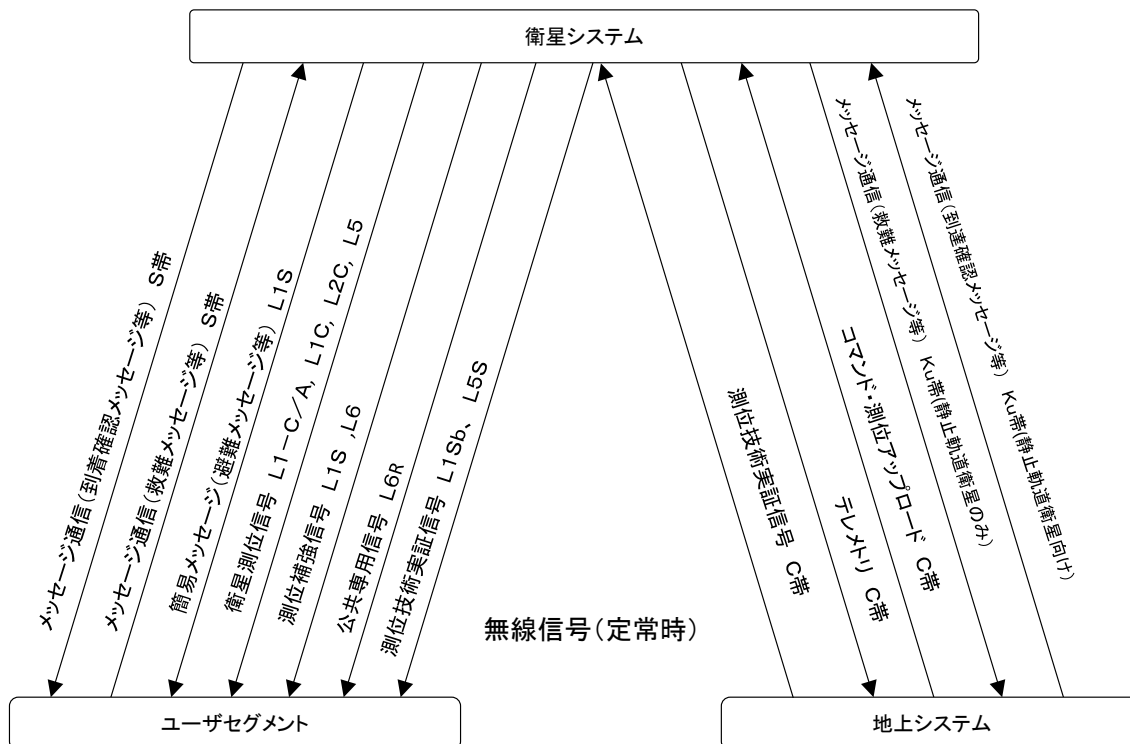 衛星システム
メッセージ通信(到着確認メッセージ等) S帯
メッセージ通信(救難メッセージ等) S帯
簡易メッセージ(避難メッセージ等) L1S
衛星測位信号 L1-C/A, L1C, L2C, L5
測位補強信号 L1S ,L6
公共専用信号 L6R
測位技術実証信号 L1Sb、 L5S
測位技術実証信号 C帯
テレメトリ C帯
コマンド・測位アップロード C帯
メッセージ通信(救難メッセージ等) Ku帯(静止軌道衛星のみ)
メッセージ通信(到達確認メッセージ等) Ku帯(静止軌道衛星向け)
無線信号(定常時)
ユーザセグメント
地上システム